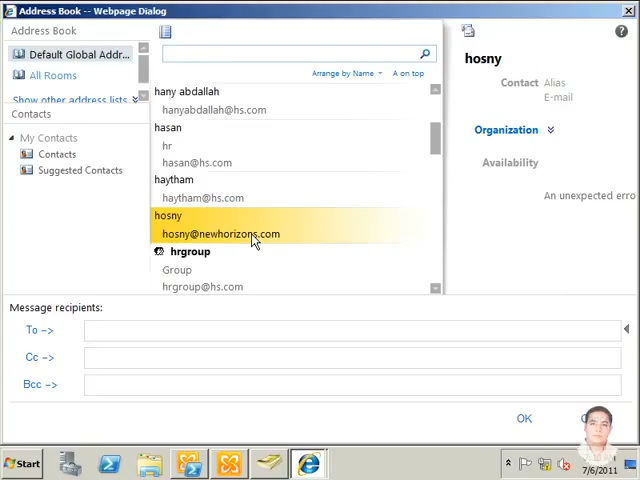 Address Book -- Webpage Dialog
Address Book
Default Global Addr...
All Rooms
Show other address lists
Contacts
My Contacts
Contacts
Suggested Contacts
Arrange by Name
A on top
hany abdallah
hanyabdallah@hs.com
hasan
hr
hasan@hs.com
haytham
haytham@hs.com
hosny
hosny@newhorizons.com
hrgroup
Group
hrgroup@hs.com
hosny
Contact
Alias
E-mail
Organization
Availability
An unexpected erro
Message recipients:
To ->
Cc ->
Bcc ->
OK
Start
7/6/2011